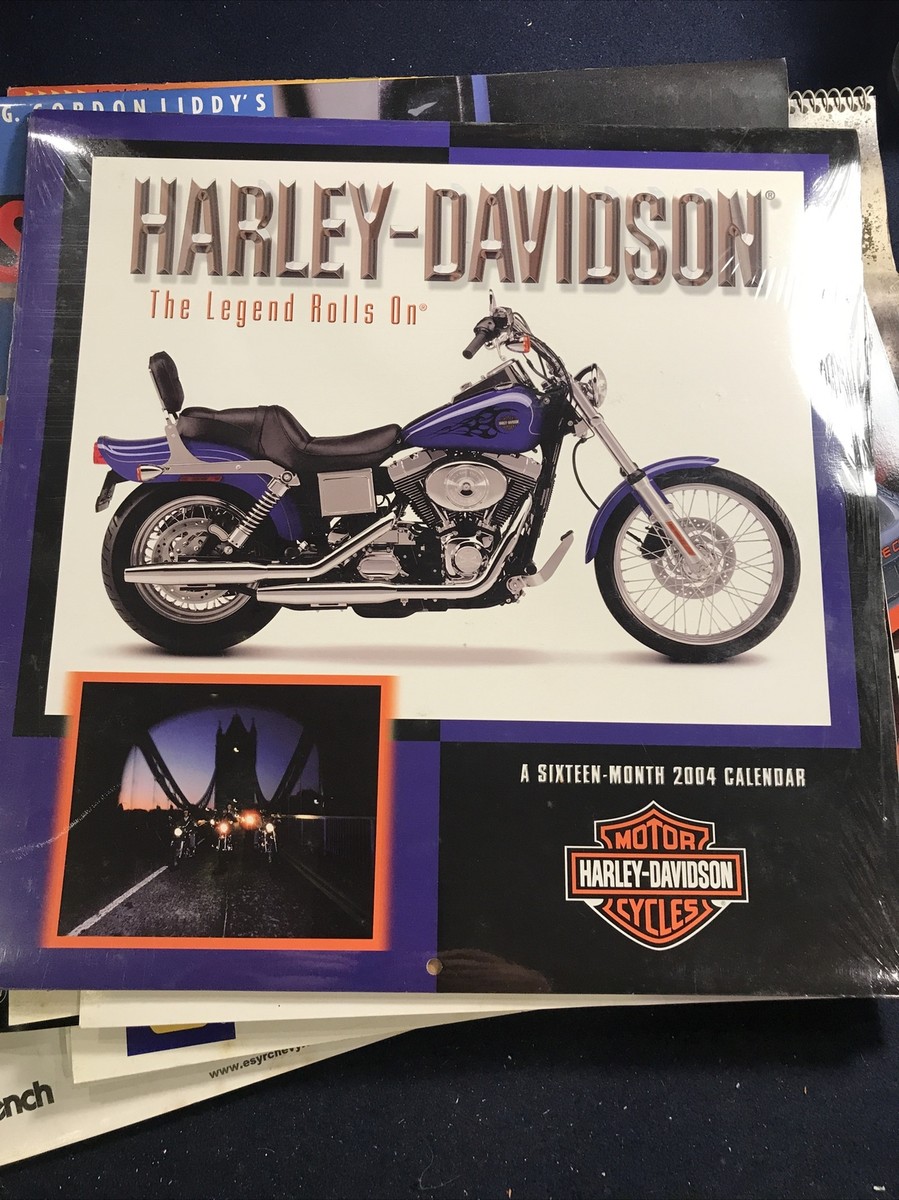 G. GORDON LIDDY'S
HARLEY-DAVIDSON®
The Legend Rolls On®
A SIXTEEN-MONTH 2004 CALENDAR
MOTOR
HARLEY-DAVIDSON
CYCLES
www.esyrchevy
ench